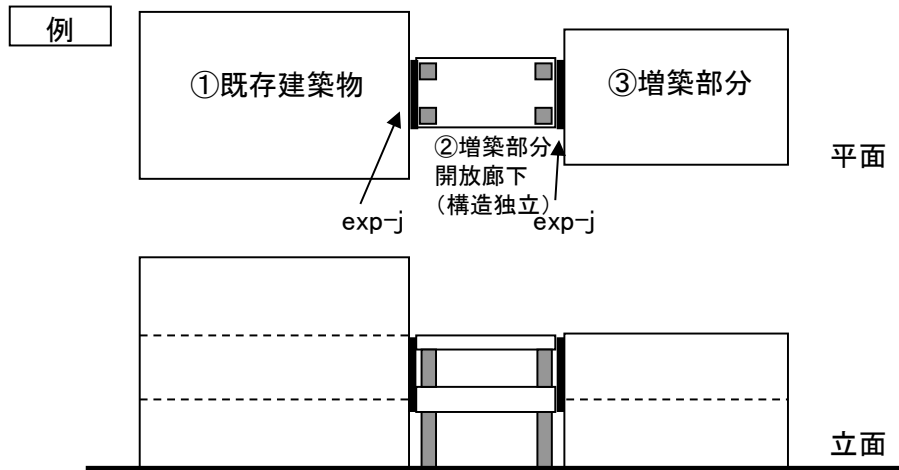 例
①既存建築物
③増築部分
②増築部分
開放廊下
(構造独立)
exp-j
exp-j
平面
立面